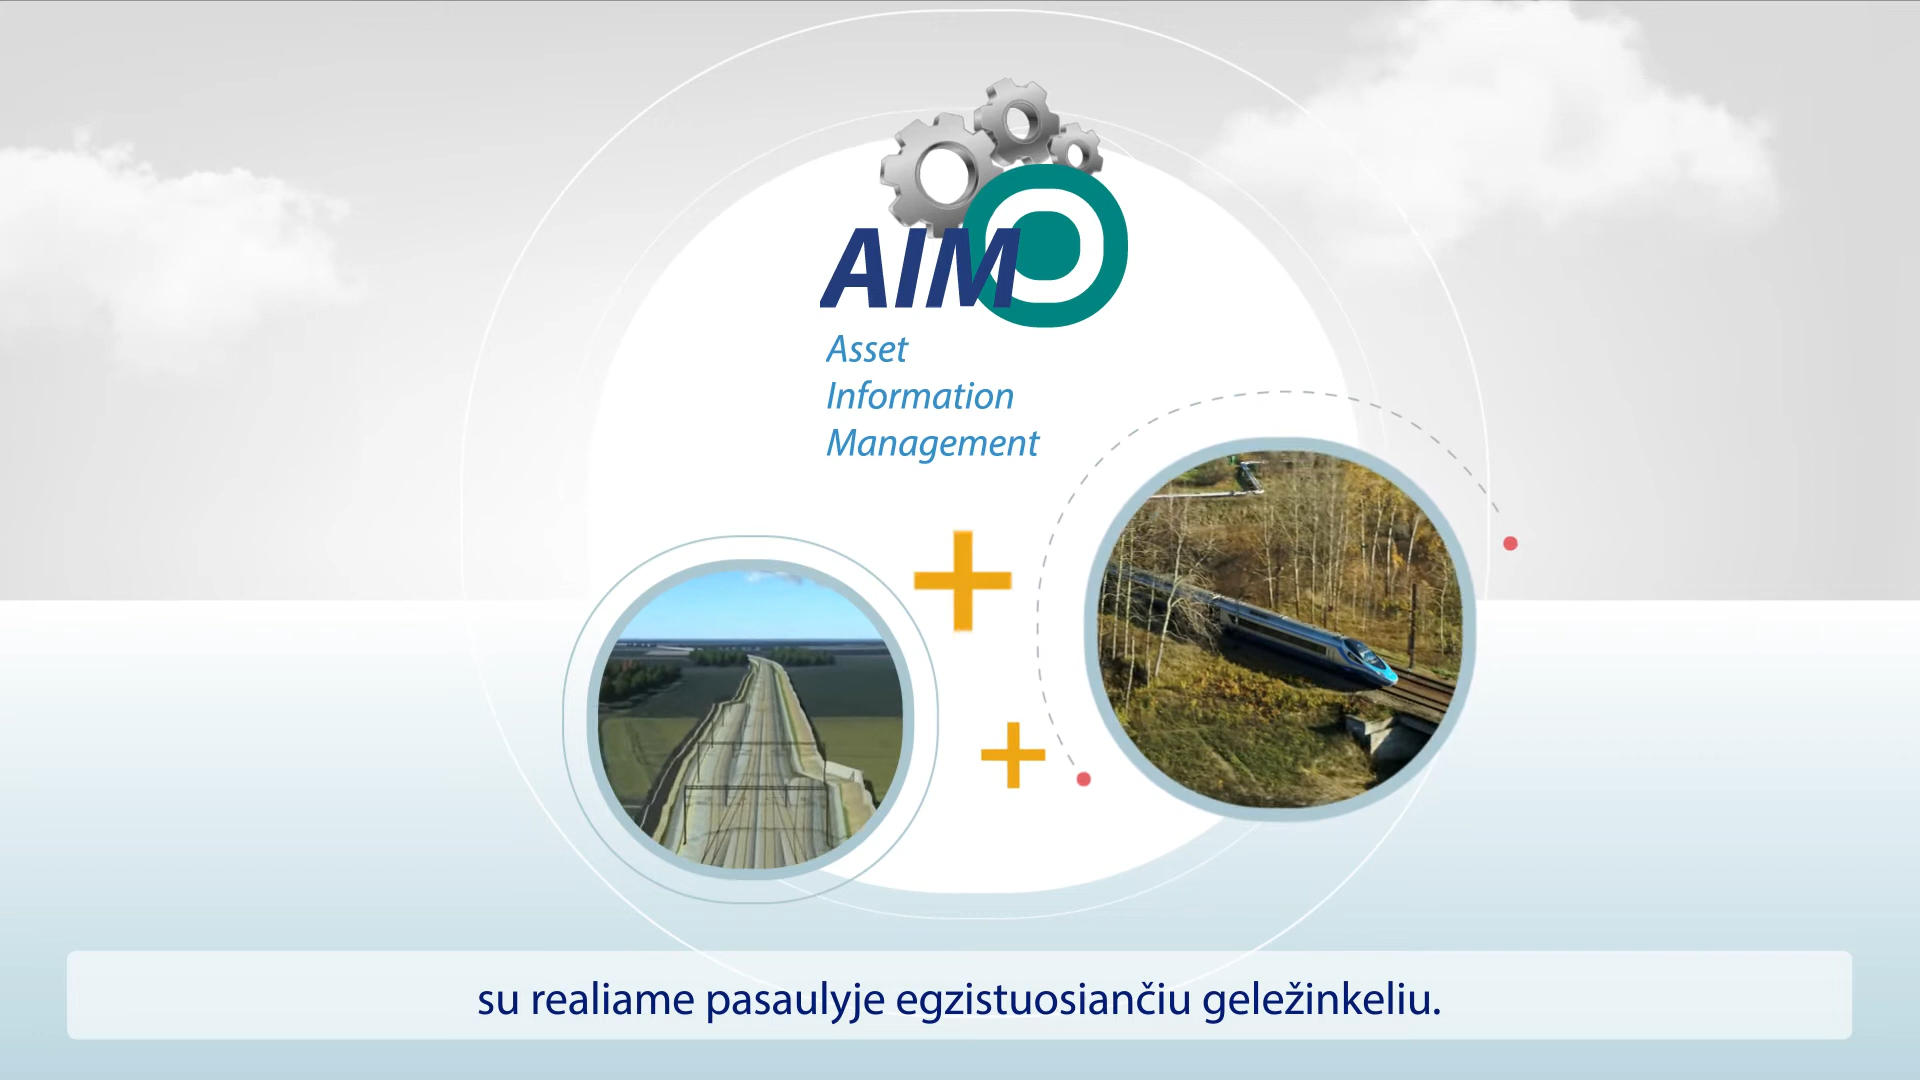 AIM
Asset
Information
Management
su realiame pasaulyje egzistuosiančiu geležinkeliu.